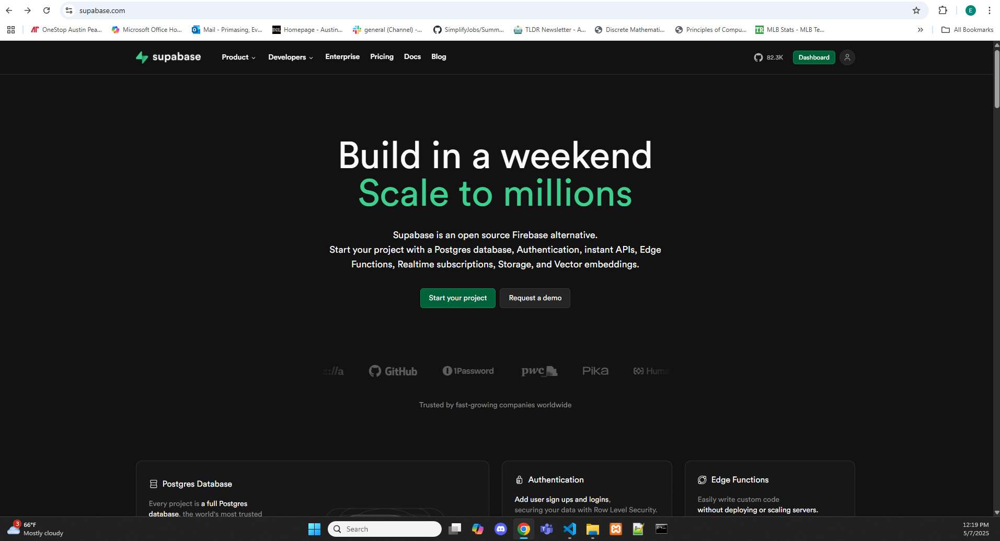 supabase.com
OneStop Austin Pea...
Microsoft Office Ho...
Mail - Primasing, Ev...
Homepage - Austin...
general (Channel) -...
SimplifyJobs/Summ...
TLDR Newsletter - A...
Discrete Mathemati...
Principles of Compu...
MLB Stats - MLB Te...
All Bookmarks
supabase
Product
Developers
Enterprise
Pricing
Docs
Blog
82.3K
Dashboard
Build in a weekend
Scale to millions
Supabase is an open source Firebase alternative.
Start your project with a Postgres database, Authentication, instant APIs, Edge
Functions, Realtime subscriptions, Storage, and Vector embeddings.
Start your project
Request a demo
z://a
GitHub
1Password
pwc
Pika
Huma
Trusted by fast-growing companies worldwide
Postgres Database
Every project is a full Postgres
database, the world's most trusted
Authentication
Add user sign ups and logins,
securing your data with Row Level Security.
Edge Functions
Easily write custom code
without deploying or scaling servers.
3
66°F
Mostly cloudy
Search
12:19 PM
5/7/2025
E
D2L
TR